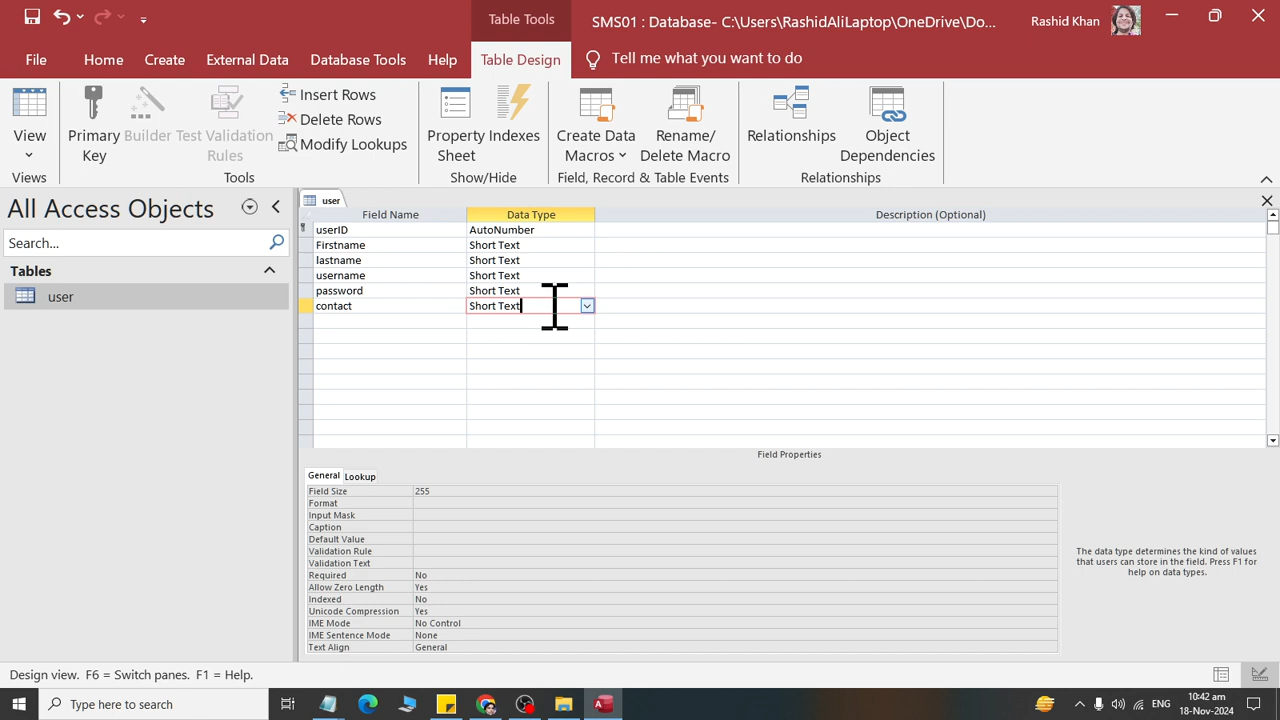 Table Tools
SMS01 : Database- C:\Users\RashidAliLaptop\OneDrive\Do...
Rashid Khan
File
Home
Create
External Data
Database Tools
Help
Table Design
Tell me what you want to do
View
Primary Key
Builder
Test Validation Rules
Insert Rows
Delete Rows
Modify Lookups
Property Sheet
Indexes
Create Data Macros
Rename/ Delete Macro
Relationships
Object Dependencies
Views
Tools
Show/Hide
Field, Record & Table Events
Relationships
All Access Objects
Search...
Tables
user
user
Field Name Data Type Description (Optional)
userID AutoNumber
Firstname Short Text
lastname Short Text
username Short Text
password Short Text
contact Short Text
Field Properties
General Lookup
Field Size 255
Format
Input Mask
Caption
Default Value
Validation Rule
Validation Text
Required No
Allow Zero Length Yes
Indexed No
Unicode Compression Yes
IME Mode No Control
IME Sentence Mode None
Text Align General
The data type determines the kind of values
that users can store in the field. Press F1 for
help on data types.
Design view. F6 = Switch panes. F1 = Help.
Type here to search
ENG
10:42 am
18-Nov-2024